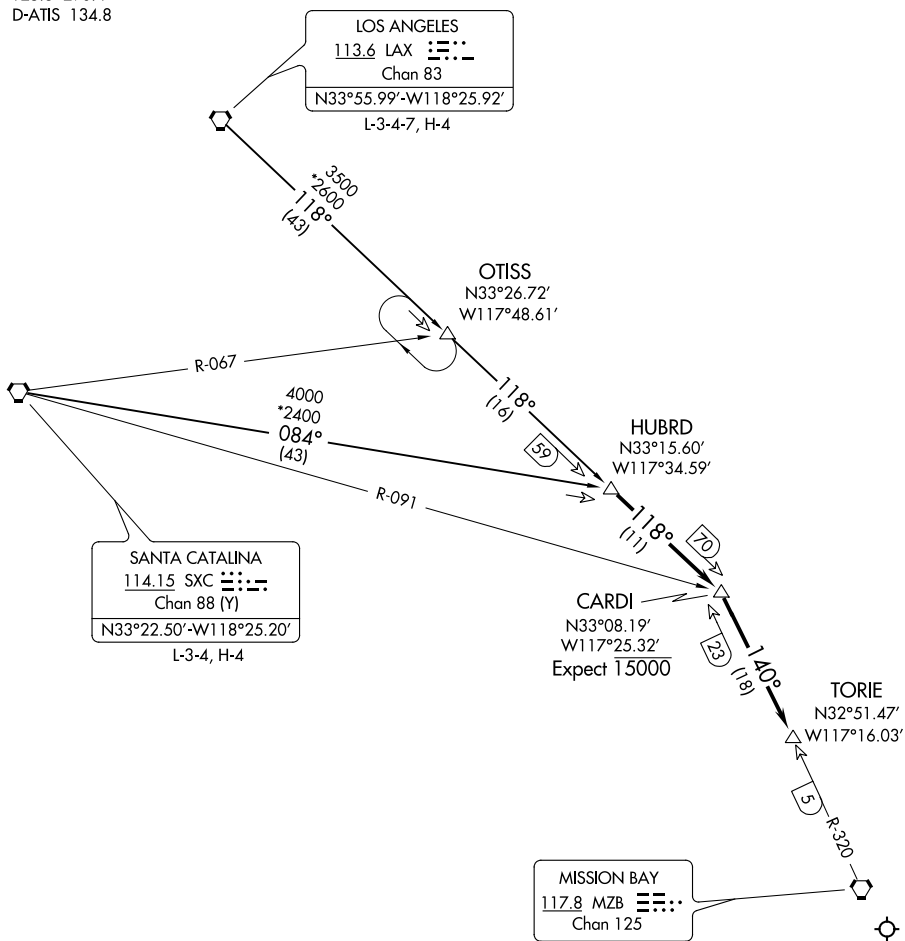 D-ATIS 134.8
LOS ANGELES
113.6 LAX
Chan 83
N33°55.99'-W118°25.92'
L-3-4-7, H-4
3500
*2600
118°
(43)
OTISS
N33°26.72'
W117°48.61'
R-067
4000
*2400
084°
(43)
118°
(16)
59
HUBRD
N33°15.60'
W117°34.59'
R-091
118°
(11)
70
SANTA CATALINA
114.15 SXC
Chan 88 (Y)
N33°22.50'-W118°25.20'
L-3-4, H-4
CARDI
N33°08.19'
W117°25.32'
Expect 15000
23
140°
(18)
TORIE
N32°51.47'
W117°16.03'
5
R-320
MISSION BAY
117.8 MZB
Chan 125